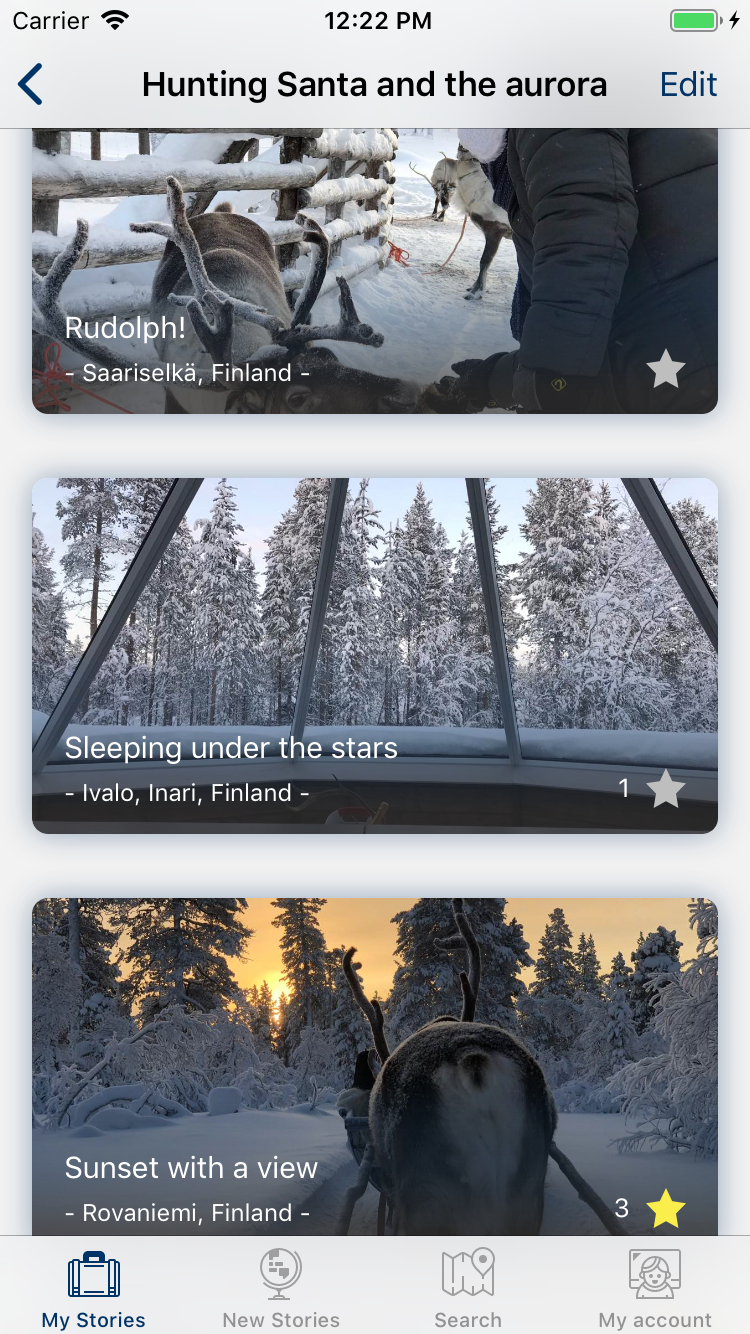 Carrier 12:22 PM
Hunting Santa and the aurora Edit
Rudolph!
- Saariselkä, Finland -
Sleeping under the stars
- Ivalo, Inari, Finland - 1
Sunset with a view
- Rovaniemi, Finland - 3
My Stories New Stories Search My account